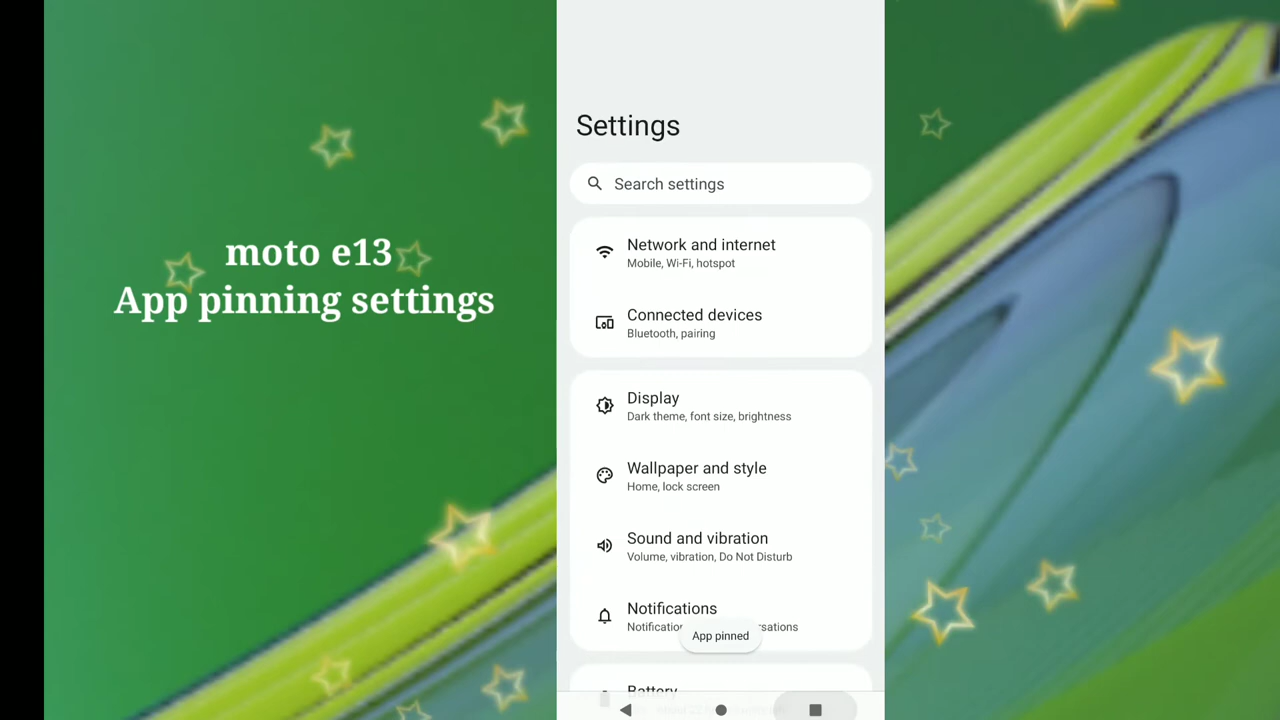 moto e13
App pinning settings
Settings
Search settings
Network and internet
Mobile, Wi-Fi, hotspot
Connected devices
Bluetooth, pairing
Display
Dark theme, font size, brightness
Wallpaper and style
Home, lock screen
Sound and vibration
Volume, vibration, Do Not Disturb
Notifications
App pinned
Battery